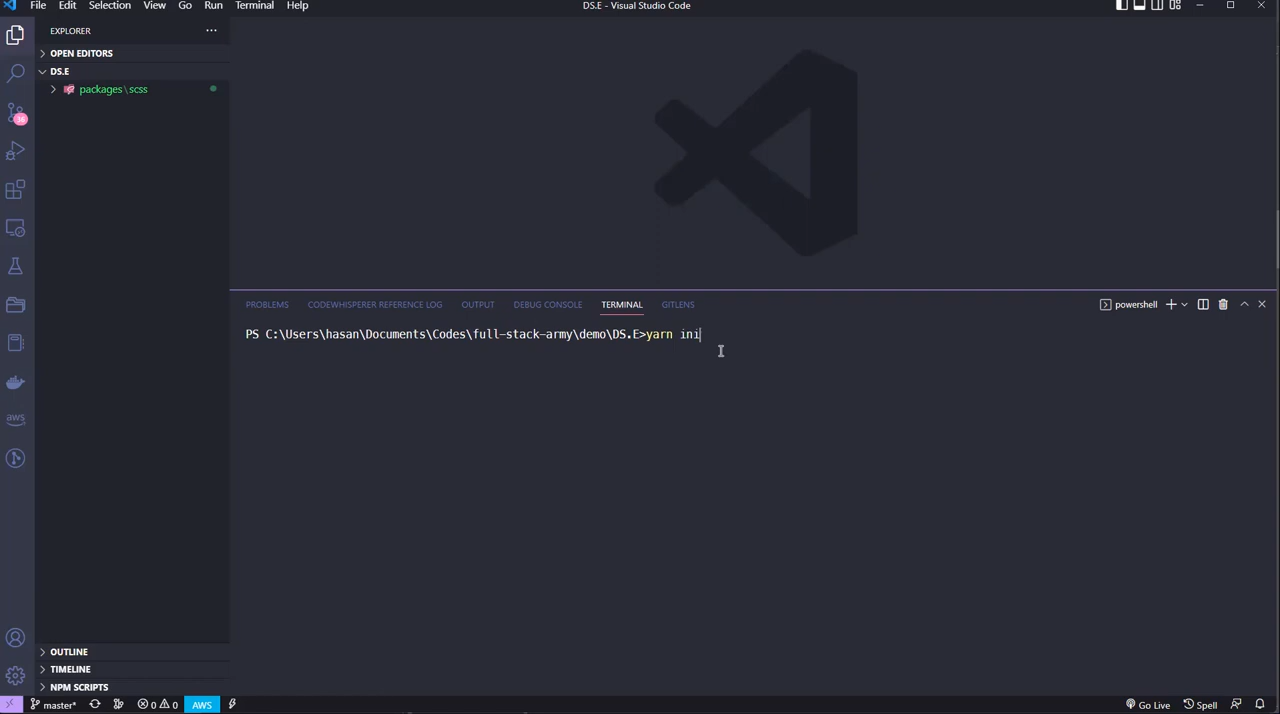 File Edit Selection View Go Run Terminal Help
DS.E - Visual Studio Code
EXPLORER
OPEN EDITORS
DS.E
packages\scss
36
PROBLEMS CODEWHISPERER REFERENCE LOG OUTPUT DEBUG CONSOLE TERMINAL GITLENS
powershell
PS C:\Users\hasan\Documents\Codes\full-stack-army\demo\DS.E>yarn ini
aws
OUTLINE
TIMELINE
NPM SCRIPTS
master* 0 0 AWS Go Live Spell